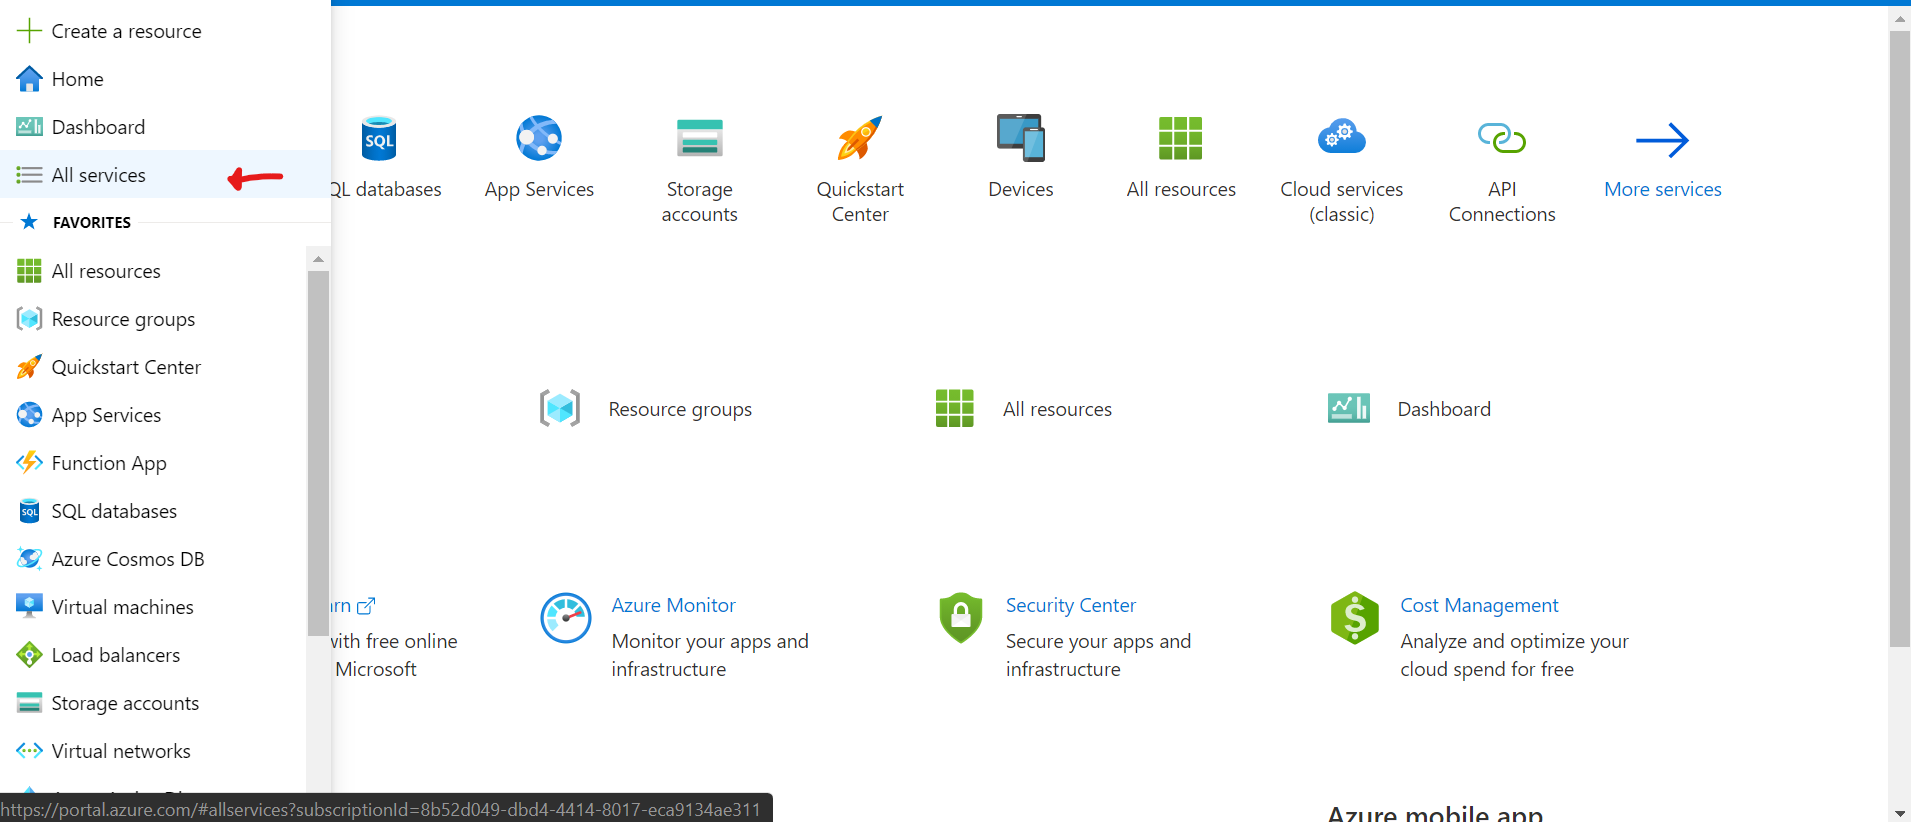 Create a resource
Home
Dashboard
All services
FAVORITES
All resources
Resource groups
Quickstart Center
App Services
Function App
SQL databases
Azure Cosmos DB
Virtual machines
Load balancers
Storage accounts
Virtual networks
https://portal.azure.com/#allservices?subscriptionId=8b52d049-dbd4-4414-8017-eca9134ae311
SQL
QL databases
App Services
Storage
accounts
Quickstart
Center
Devices
All resources
Cloud services
(classic)
API
Connections
More services
Resource groups
All resources
Dashboard
rn
with free online
Microsoft
Azure Monitor
Monitor your apps and
infrastructure
Security Center
Secure your apps and
infrastructure
Cost Management
Analyze and optimize your
cloud spend for free
Azure mobile app